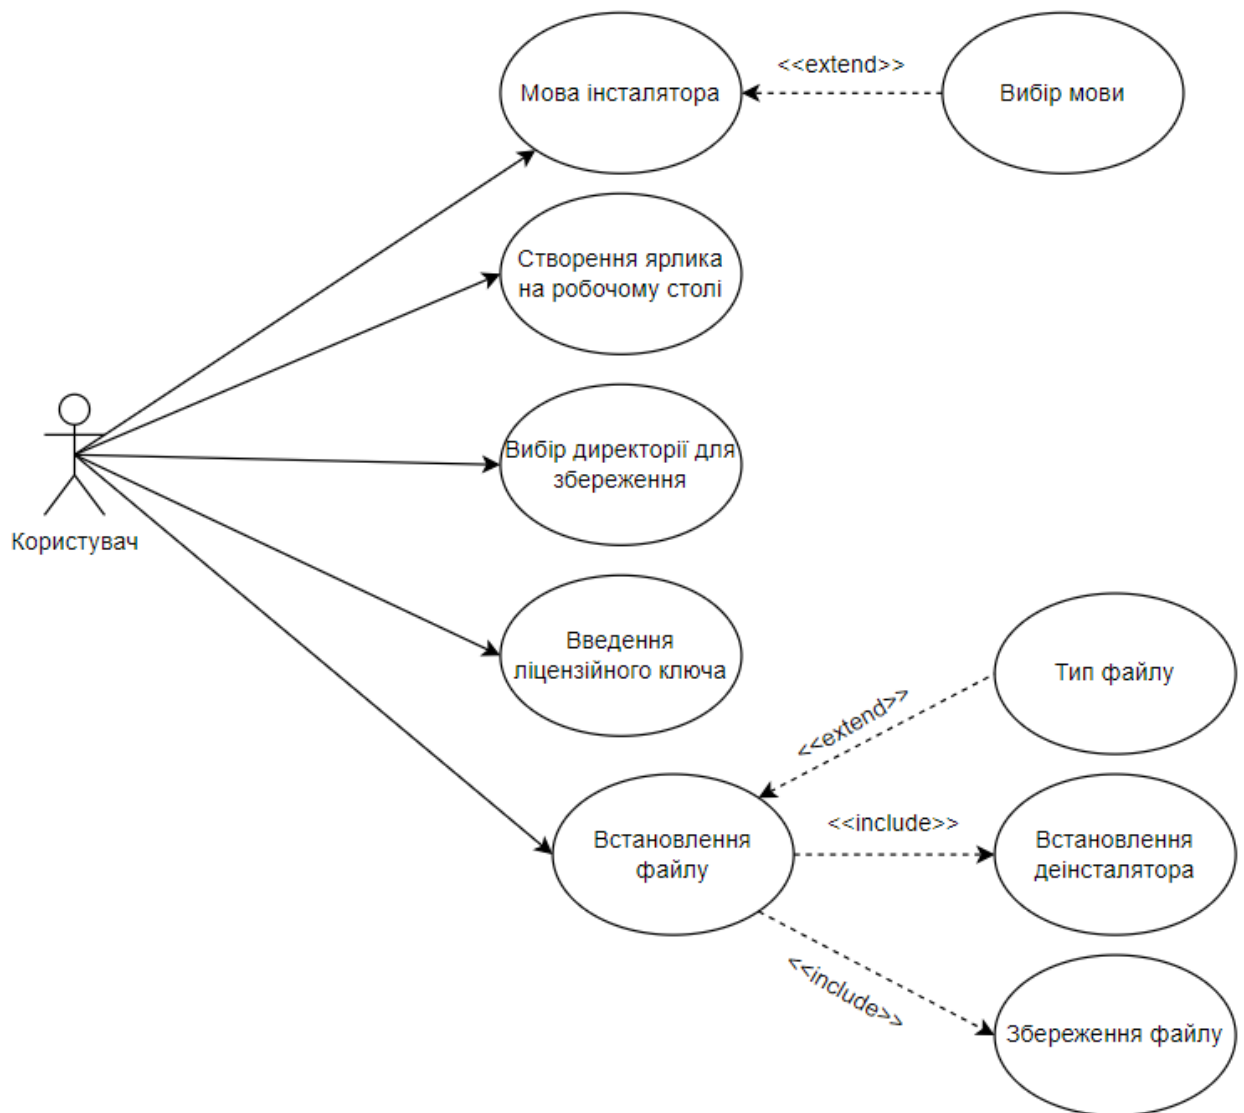 Мова інсталятора
<<extend>>
Вибір мови
Створення ярлика
на робочому столі
Вибір директорії для
збереження
Користувач
Введення
ліцензійного ключа
Тип файлу
<<extend>>
Встановлення
файлу
<<include>>
Встановлення
деінсталятора
<<include>>
Збереження файлу